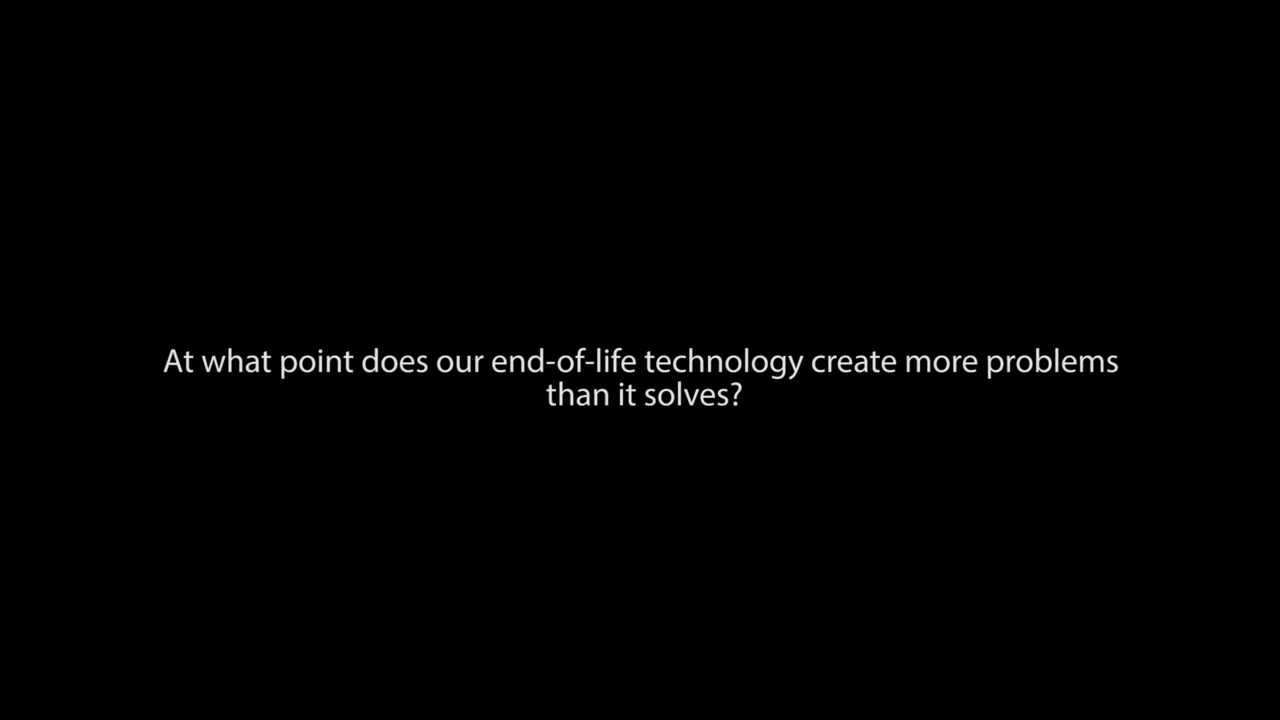 At what point does our end-of-life technology create more problems
than it solves?